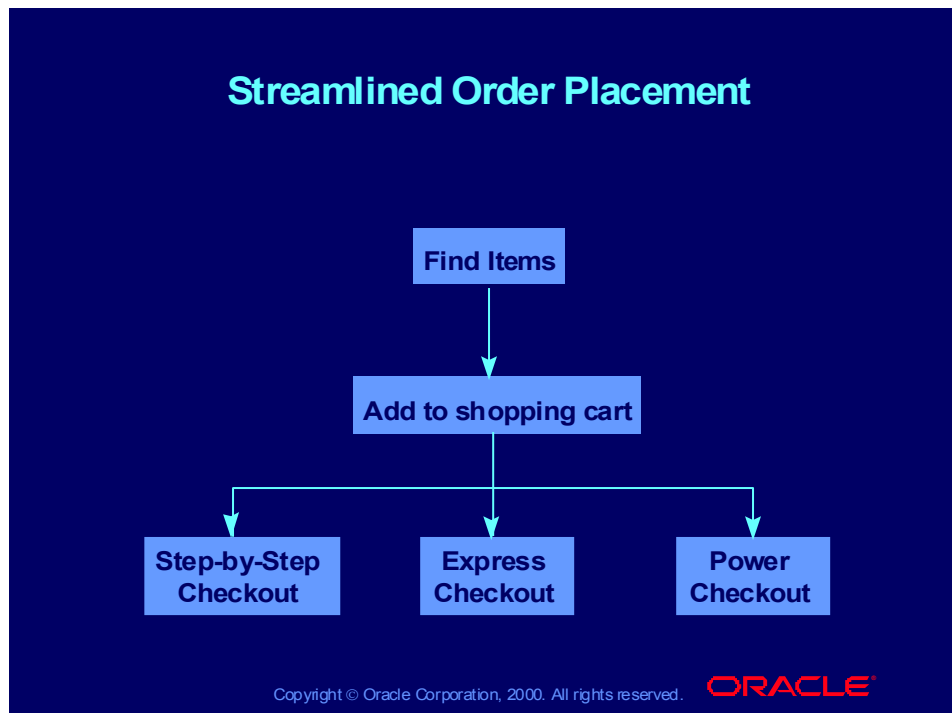 Streamlined Order Placement
Find Items
Add to shopping cart
Step-by-Step
Checkout
Express
Checkout
Power
Checkout
Copyright © Oracle Corporation, 2000. All rights reserved.
ORACLE®